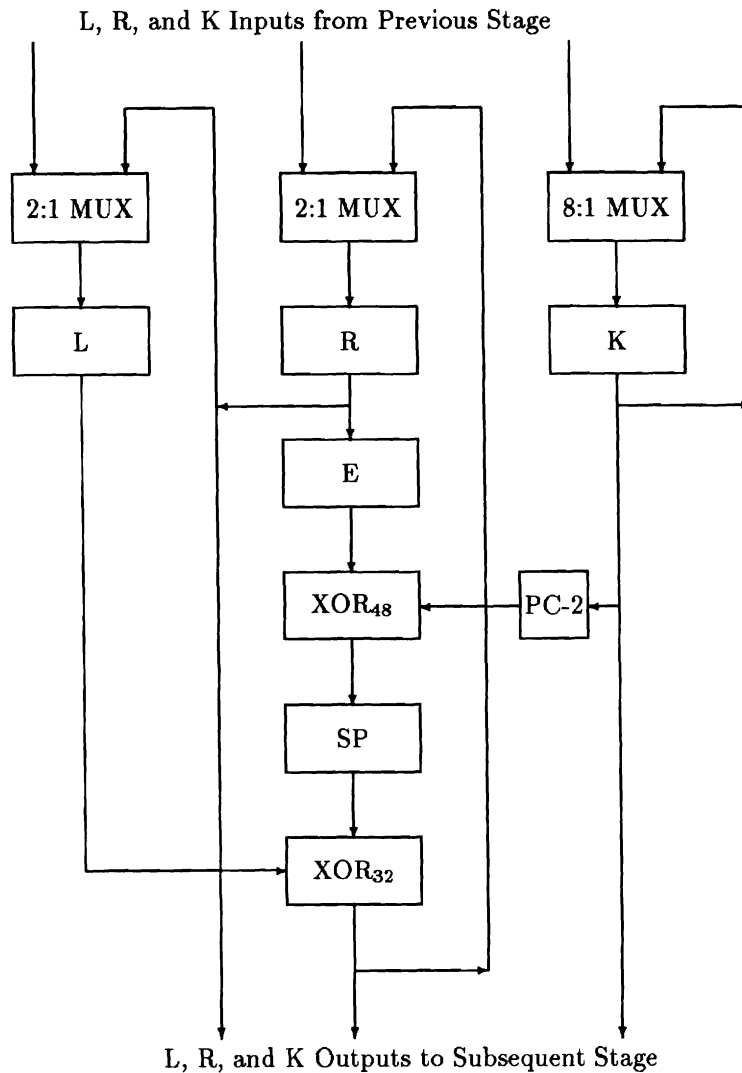 L, R, and K Inputs from Previous Stage
2:1 MUX
2:1 MUX
8:1 MUX
L
R
K
E
XOR₄₈
PC-2
SP
XOR₃₂
L, R, and K Outputs to Subsequent Stage